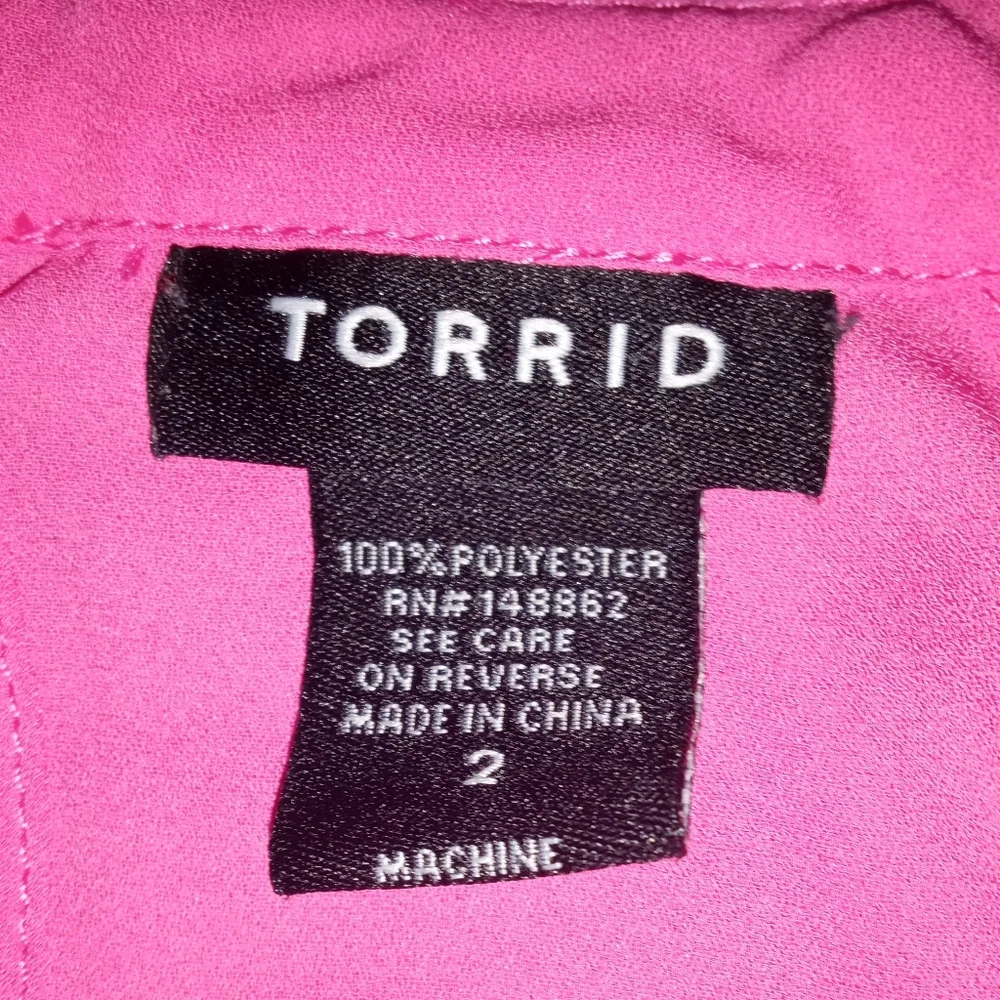 TORRID
100%POLYESTER
RN#148862
SEE CARE
ON REVERSE
MADE IN CHINA
2
MACHINE